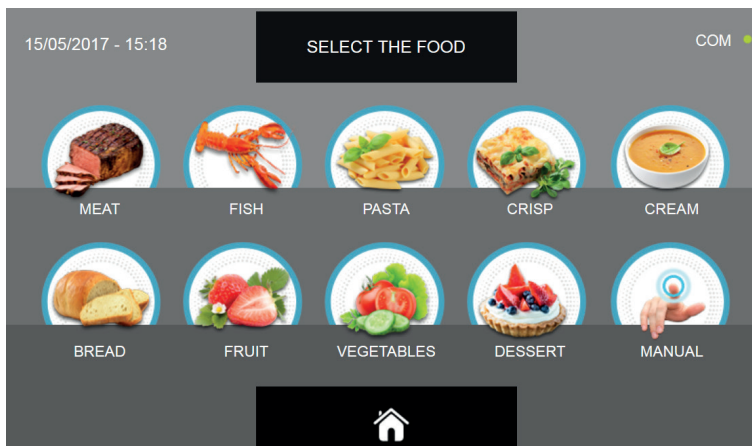 15/05/2017 - 15:18
SELECT THE FOOD
COM
MEAT
FISH
PASTA
CRISP
CREAM
BREAD
FRUIT
VEGETABLES
DESSERT
MANUAL